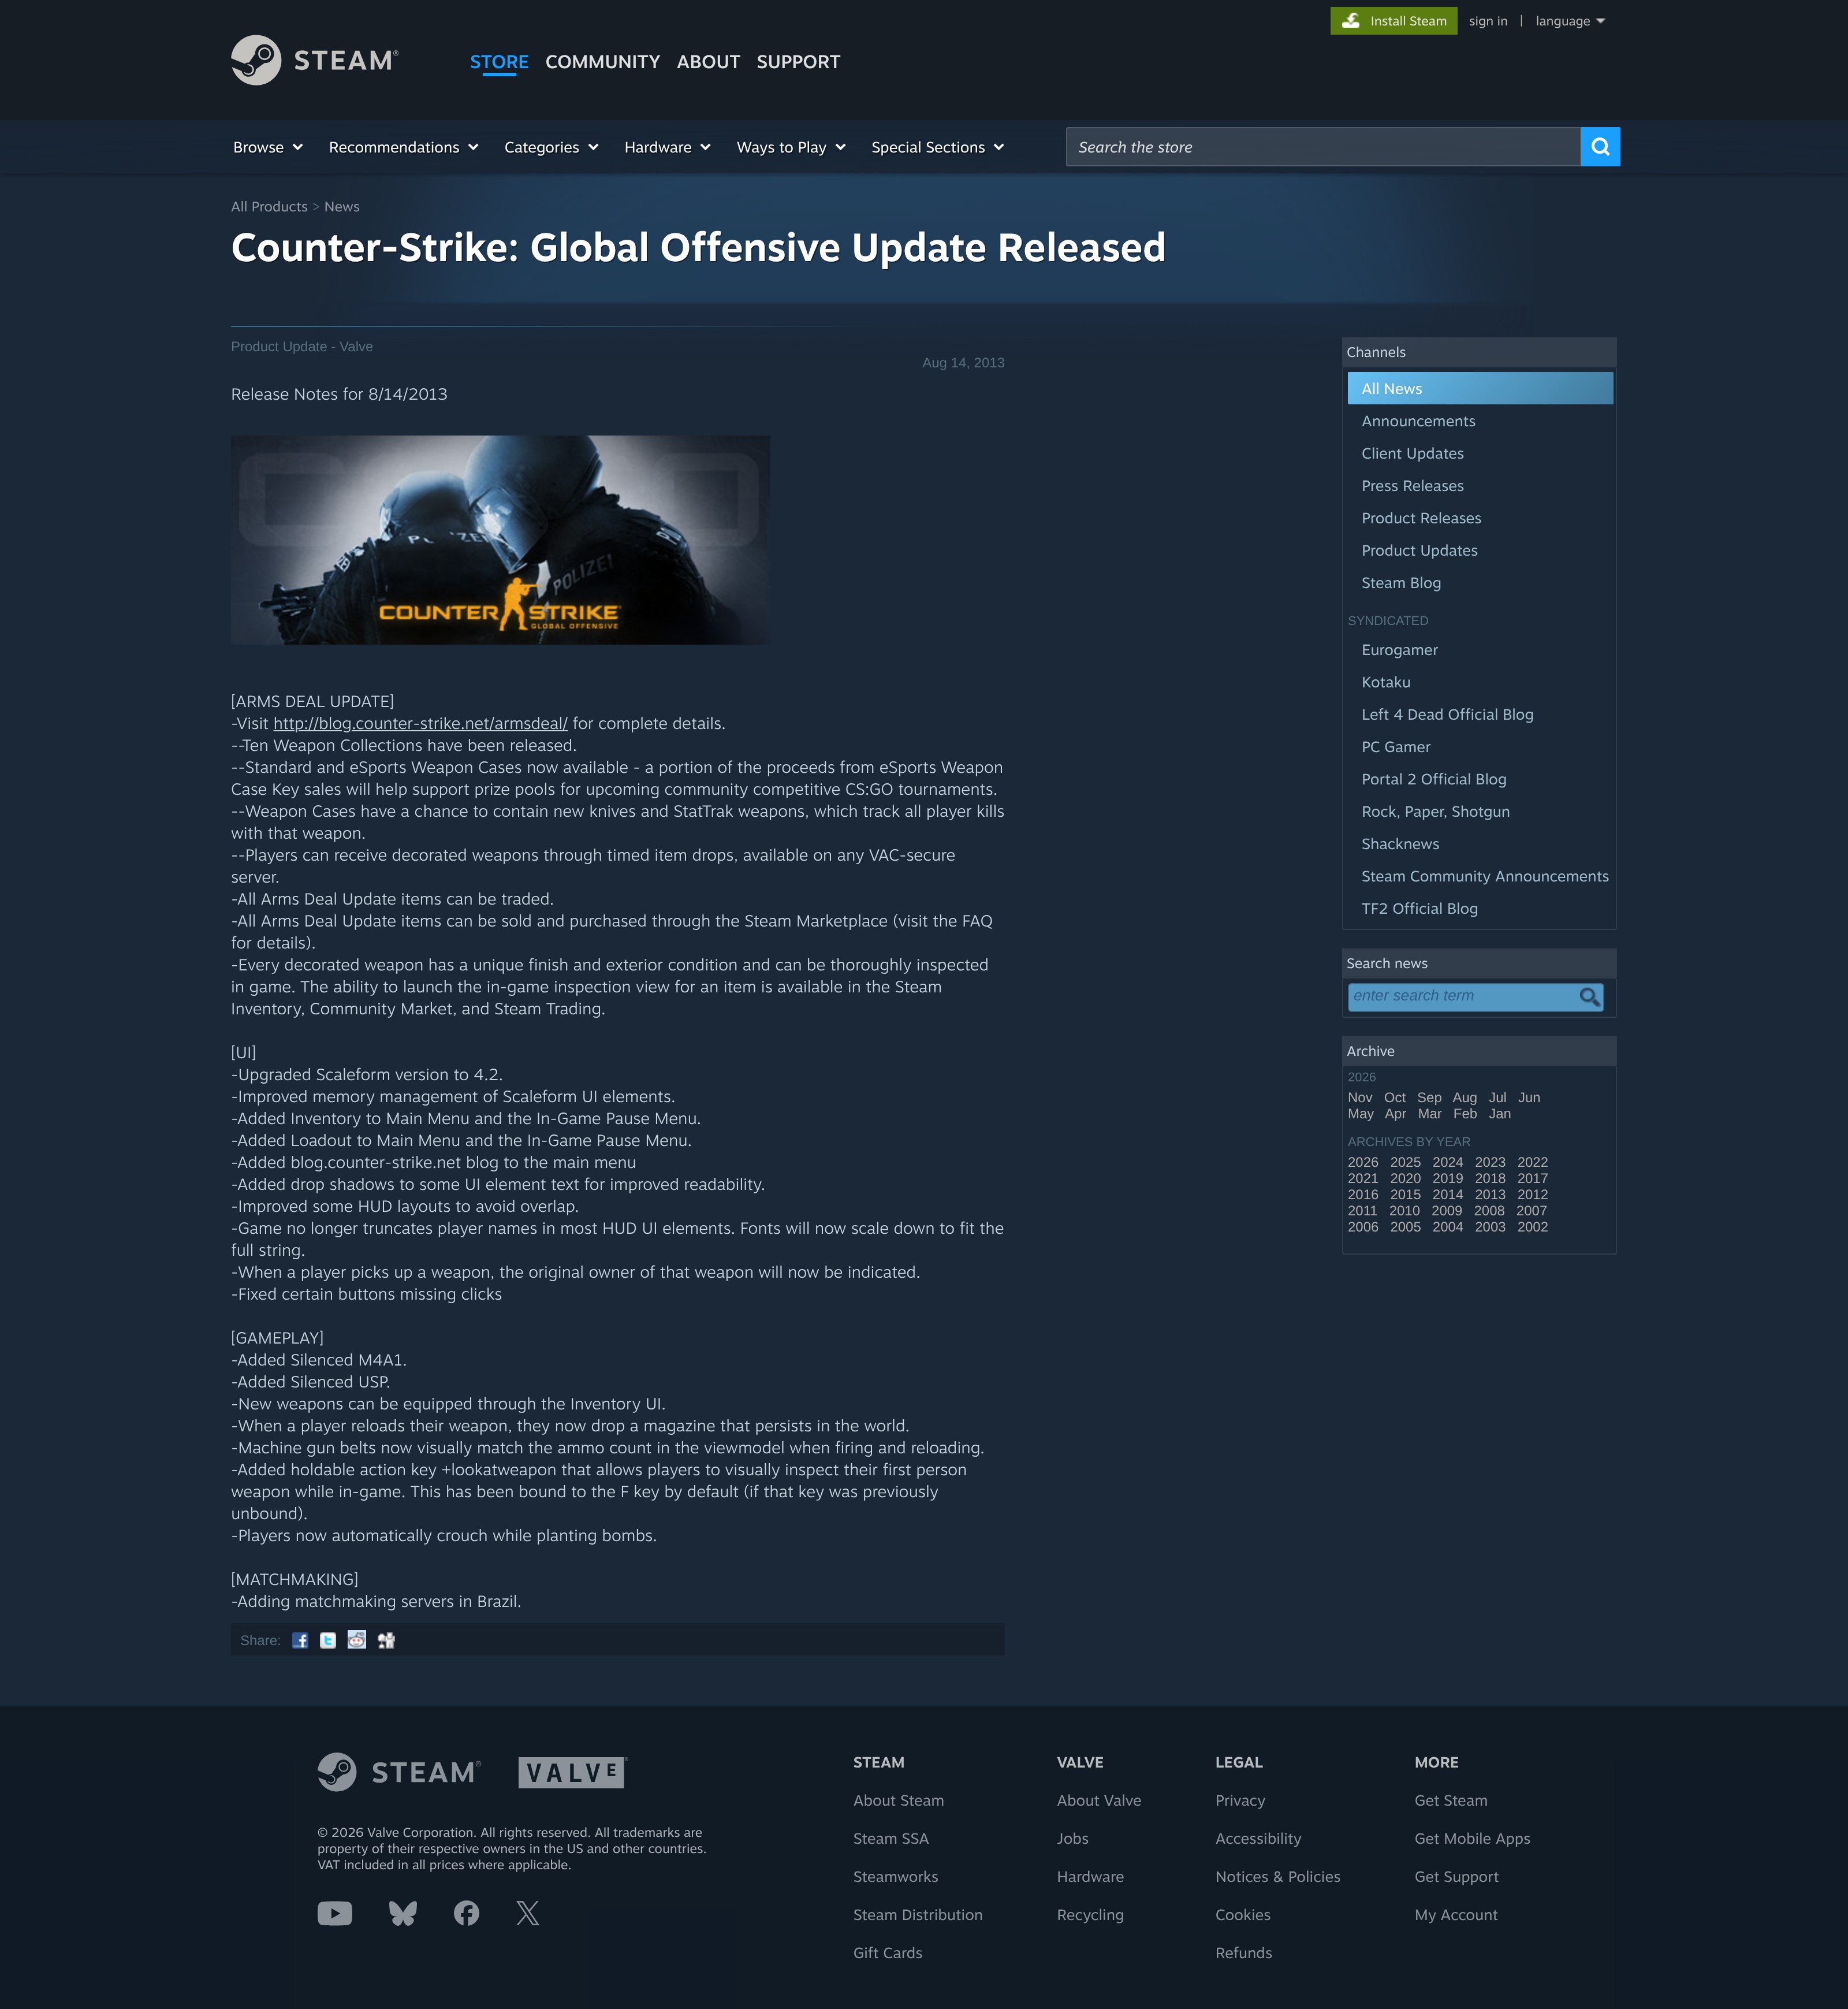 Install Steam
sign in | language
STEAM®
STORE COMMUNITY ABOUT SUPPORT
Browse Recommendations Categories Hardware Ways to Play Special Sections
Search the store
All Products > News
Counter-Strike: Global Offensive Update Released
Product Update - Valve
Aug 14, 2013
Release Notes for 8/14/2013
POLIZEI
COUNTER STRIKE
GLOBAL OFFENSIVE
[ARMS DEAL UPDATE]
-Visit http://blog.counter-strike.net/armsdeal/ for complete details.
--Ten Weapon Collections have been released.
--Standard and eSports Weapon Cases now available - a portion of the proceeds from eSports Weapon
Case Key sales will help support prize pools for upcoming community competitive CS:GO tournaments.
--Weapon Cases have a chance to contain new knives and StatTrak weapons, which track all player kills
with that weapon.
--Players can receive decorated weapons through timed item drops, available on any VAC-secure
server.
-All Arms Deal Update items can be traded.
-All Arms Deal Update items can be sold and purchased through the Steam Marketplace (visit the FAQ
for details).
-Every decorated weapon has a unique finish and exterior condition and can be thoroughly inspected
in game. The ability to launch the in-game inspection view for an item is available in the Steam
Inventory, Community Market, and Steam Trading.
[UI]
-Upgraded Scaleform version to 4.2.
-Improved memory management of Scaleform UI elements.
-Added Inventory to Main Menu and the In-Game Pause Menu.
-Added Loadout to Main Menu and the In-Game Pause Menu.
-Added blog.counter-strike.net blog to the main menu
-Added drop shadows to some UI element text for improved readability.
-Improved some HUD layouts to avoid overlap.
-Game no longer truncates player names in most HUD UI elements. Fonts will now scale down to fit the
full string.
-When a player picks up a weapon, the original owner of that weapon will now be indicated.
-Fixed certain buttons missing clicks
[GAMEPLAY]
-Added Silenced M4A1.
-Added Silenced USP.
-New weapons can be equipped through the Inventory UI.
-When a player reloads their weapon, they now drop a magazine that persists in the world.
-Machine gun belts now visually match the ammo count in the viewmodel when firing and reloading.
-Added holdable action key +lookatweapon that allows players to visually inspect their first person
weapon while in-game. This has been bound to the F key by default (if that key was previously
unbound).
-Players now automatically crouch while planting bombs.
[MATCHMAKING]
-Adding matchmaking servers in Brazil.
Share:
Channels
All News
Announcements
Client Updates
Press Releases
Product Releases
Product Updates
Steam Blog
SYNDICATED
Eurogamer
Kotaku
Left 4 Dead Official Blog
PC Gamer
Portal 2 Official Blog
Rock, Paper, Shotgun
Shacknews
Steam Community Announcements
TF2 Official Blog
Search news
enter search term
Archive
2026
Nov Oct Sep Aug Jul Jun
May Apr Mar Feb Jan
ARCHIVES BY YEAR
2026 2025 2024 2023 2022
2021 2020 2019 2018 2017
2016 2015 2014 2013 2012
2011 2010 2009 2008 2007
2006 2005 2004 2003 2002
STEAM® VALVE
© 2026 Valve Corporation. All rights reserved. All trademarks are
property of their respective owners in the US and other countries.
VAT included in all prices where applicable.
STEAM
About Steam
Steam SSA
Steamworks
Steam Distribution
Gift Cards
VALVE
About Valve
Jobs
Hardware
Recycling
LEGAL
Privacy
Accessibility
Notices & Policies
Cookies
Refunds
MORE
Get Steam
Get Mobile Apps
Get Support
My Account